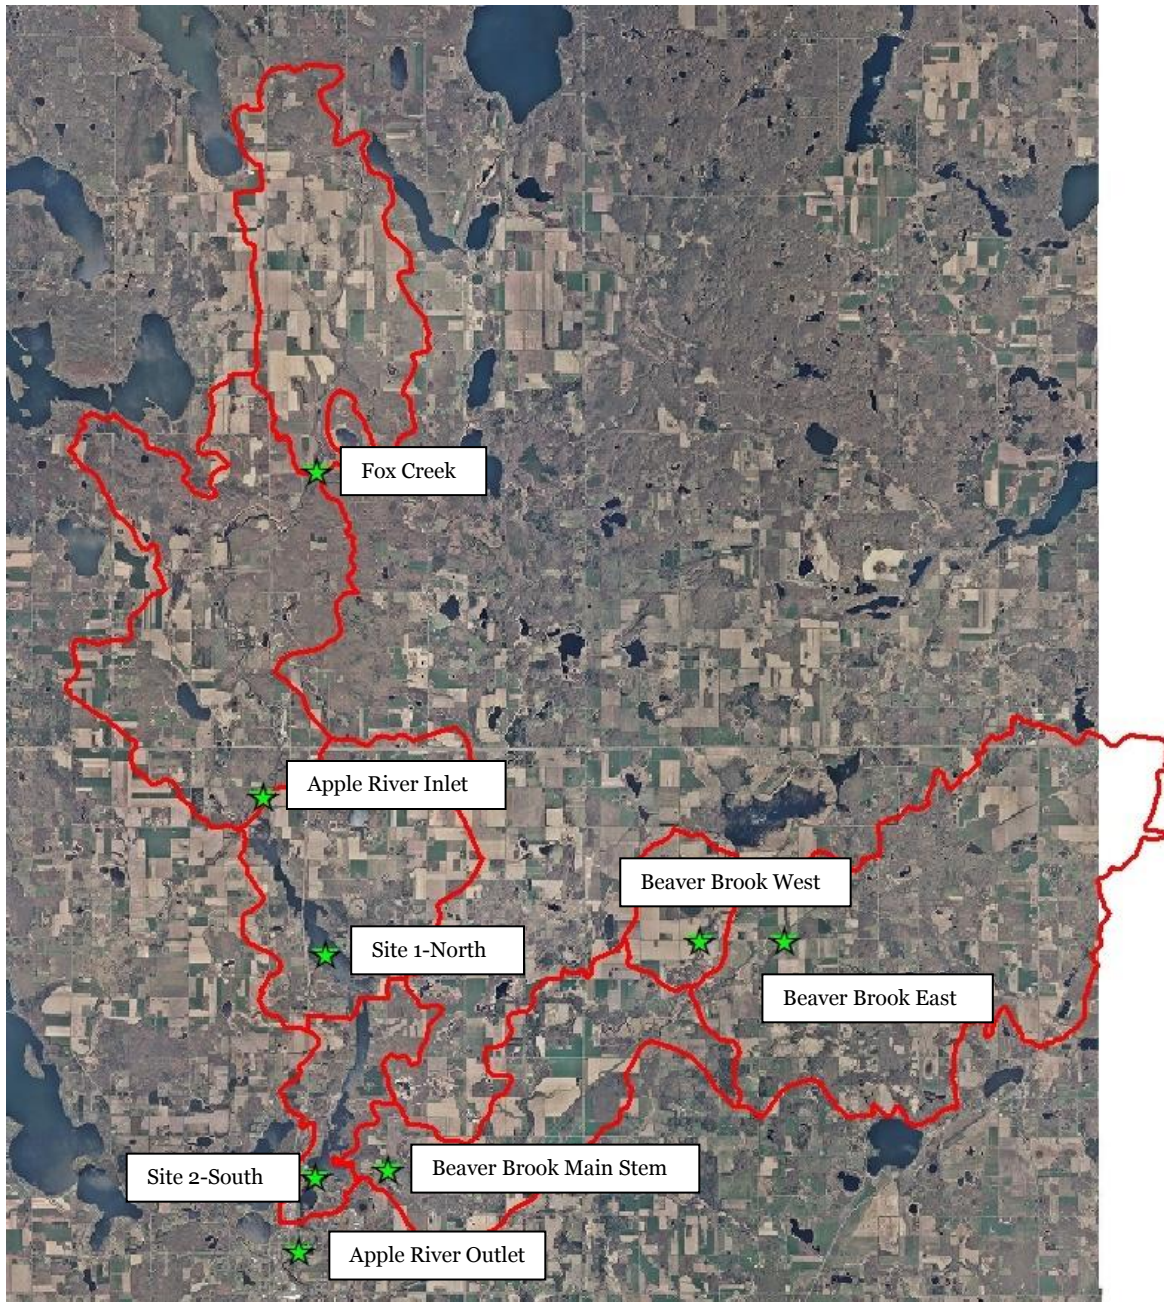 Fox Creek
Apple River Inlet
Beaver Brook West
Site 1-North
Beaver Brook East
Site 2-South
Beaver Brook Main Stem
Apple River Outlet